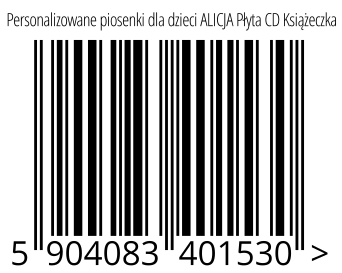 Personalizowane piosenki dla dzieci ALICJA Płyta CD Książeczka
5 904083 401530 >